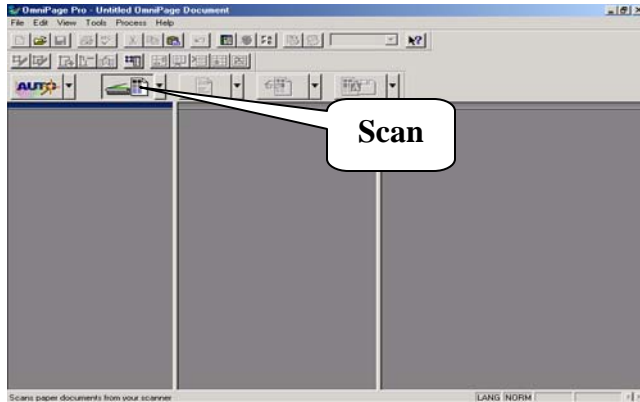 OmniPage Pro - Untitled OmniPage Document
File Edit View Tools Process Help
AUTO
Scan
Scans paper documents from your scanner
LANG NORM